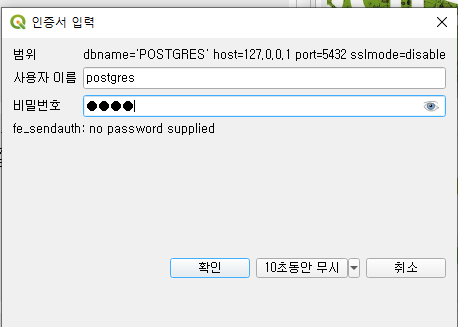 인증서 입력
범위 dbname='POSTGRES' host=127.0.0.1 port=5432 sslmode=disable
사용자 이름 postgres
비밀번호 ●●●●
fe_sendauth: no password supplied
확인 10초동안 무시 취소